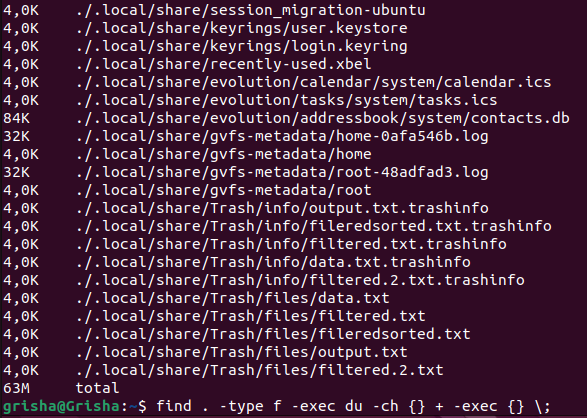 4,0K ./.local/share/session_migration-ubuntu
4,0K ./.local/share/keyrings/user.keystore
4,0K ./.local/share/keyrings/login.keyring
4,0K ./.local/share/recently-used.xbel
4,0K ./.local/share/evolution/calendar/system/calendar.ics
4,0K ./.local/share/evolution/tasks/system/tasks.ics
84K ./.local/share/evolution/addressbook/system/contacts.db
32K ./.local/share/gvfs-metadata/home-0afa546b.log
4,0K ./.local/share/gvfs-metadata/home
32K ./.local/share/gvfs-metadata/root-48adfad3.log
4,0K ./.local/share/gvfs-metadata/root
4,0K ./.local/share/Trash/info/output.txt.trashinfo
4,0K ./.local/share/Trash/info/fileredsorted.txt.trashinfo
4,0K ./.local/share/Trash/info/filtered.txt.trashinfo
4,0K ./.local/share/Trash/info/data.txt.trashinfo
4,0K ./.local/share/Trash/info/filtered.2.txt.trashinfo
4,0K ./.local/share/Trash/files/data.txt
4,0K ./.local/share/Trash/files/filtered.txt
4,0K ./.local/share/Trash/files/fileredsorted.txt
4,0K ./.local/share/Trash/files/output.txt
4,0K ./.local/share/Trash/files/filtered.2.txt
63M total
grisha@Grisha:~$ find . -type f -exec du -ch {} + -exec {} \;